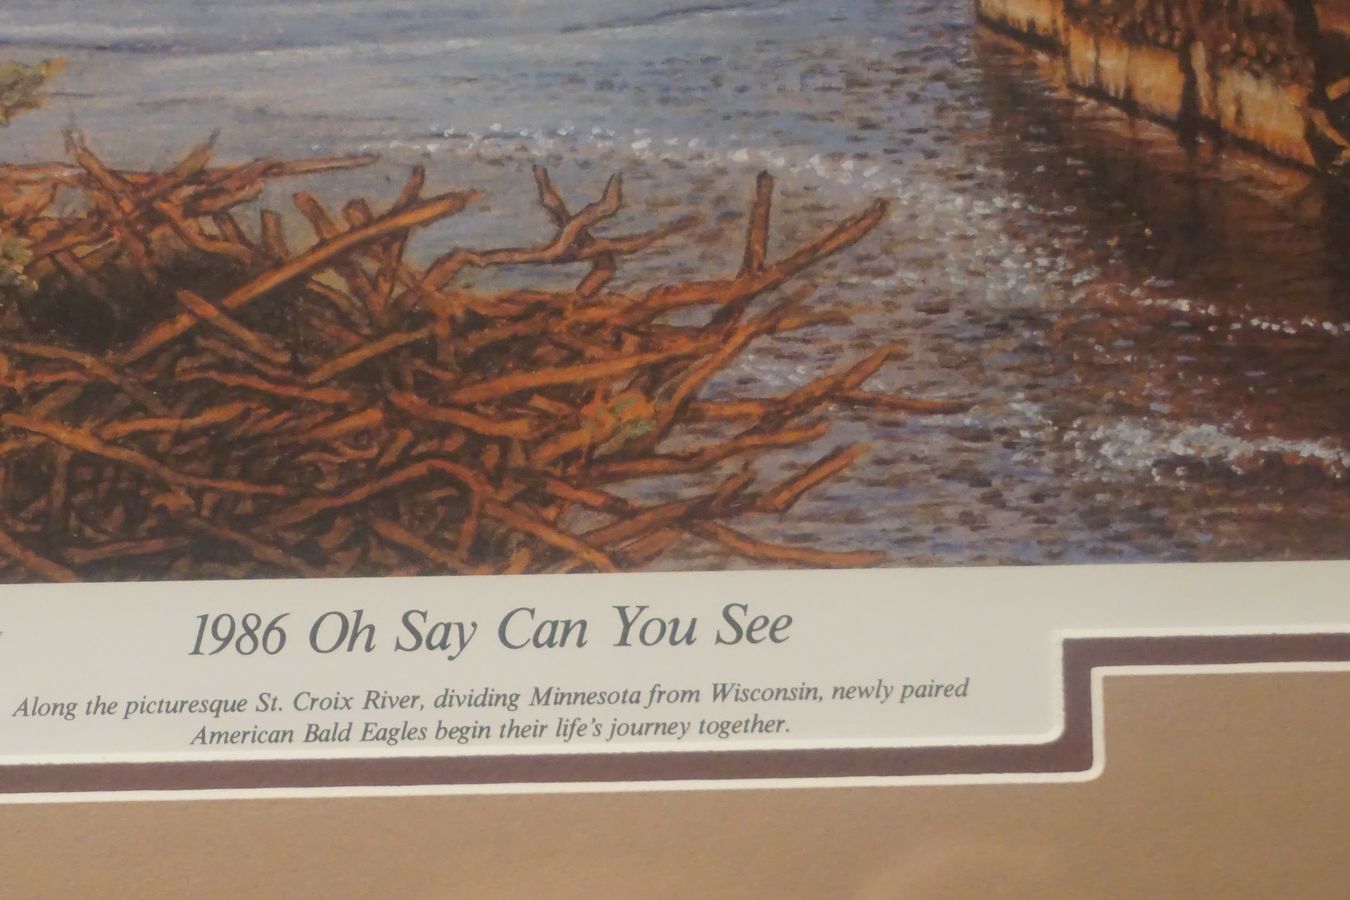 1986 Oh Say Can You See
Along the picturesque St. Croix River, dividing Minnesota from Wisconsin, newly paired
American Bald Eagles begin their life's journey together.